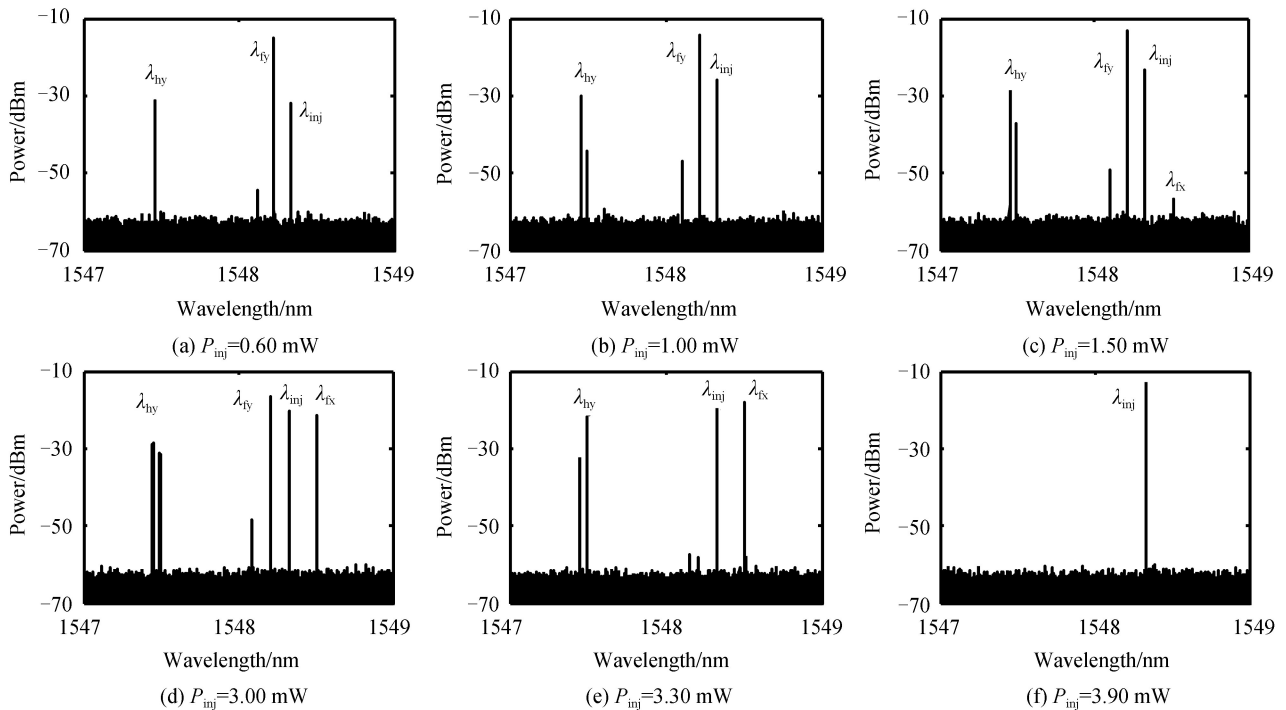 −10
−30
−50
−70
Power/dBm
λhy
λfy
λinj
1547 1548 1549
Wavelength/nm
(a) Pinj=0.60 mW
−10
−30
−50
−70
Power/dBm
λhy
λfy
λinj
1547 1548 1549
Wavelength/nm
(b) Pinj=1.00 mW
−10
−30
−50
−70
Power/dBm
λhy
λfy
λinj
λfx
1547 1548 1549
Wavelength/nm
(c) Pinj=1.50 mW
−10
−30
−50
−70
Power/dBm
λhy
λfy
λinj
λfx
1547 1548 1549
Wavelength/nm
(d) Pinj=3.00 mW
−10
−30
−50
−70
Power/dBm
λhy
λinj
λfx
1547 1548 1549
Wavelength/nm
(e) Pinj=3.30 mW
−10
−30
−50
−70
Power/dBm
λinj
1547 1548 1549
Wavelength/nm
(f) Pinj=3.90 mW